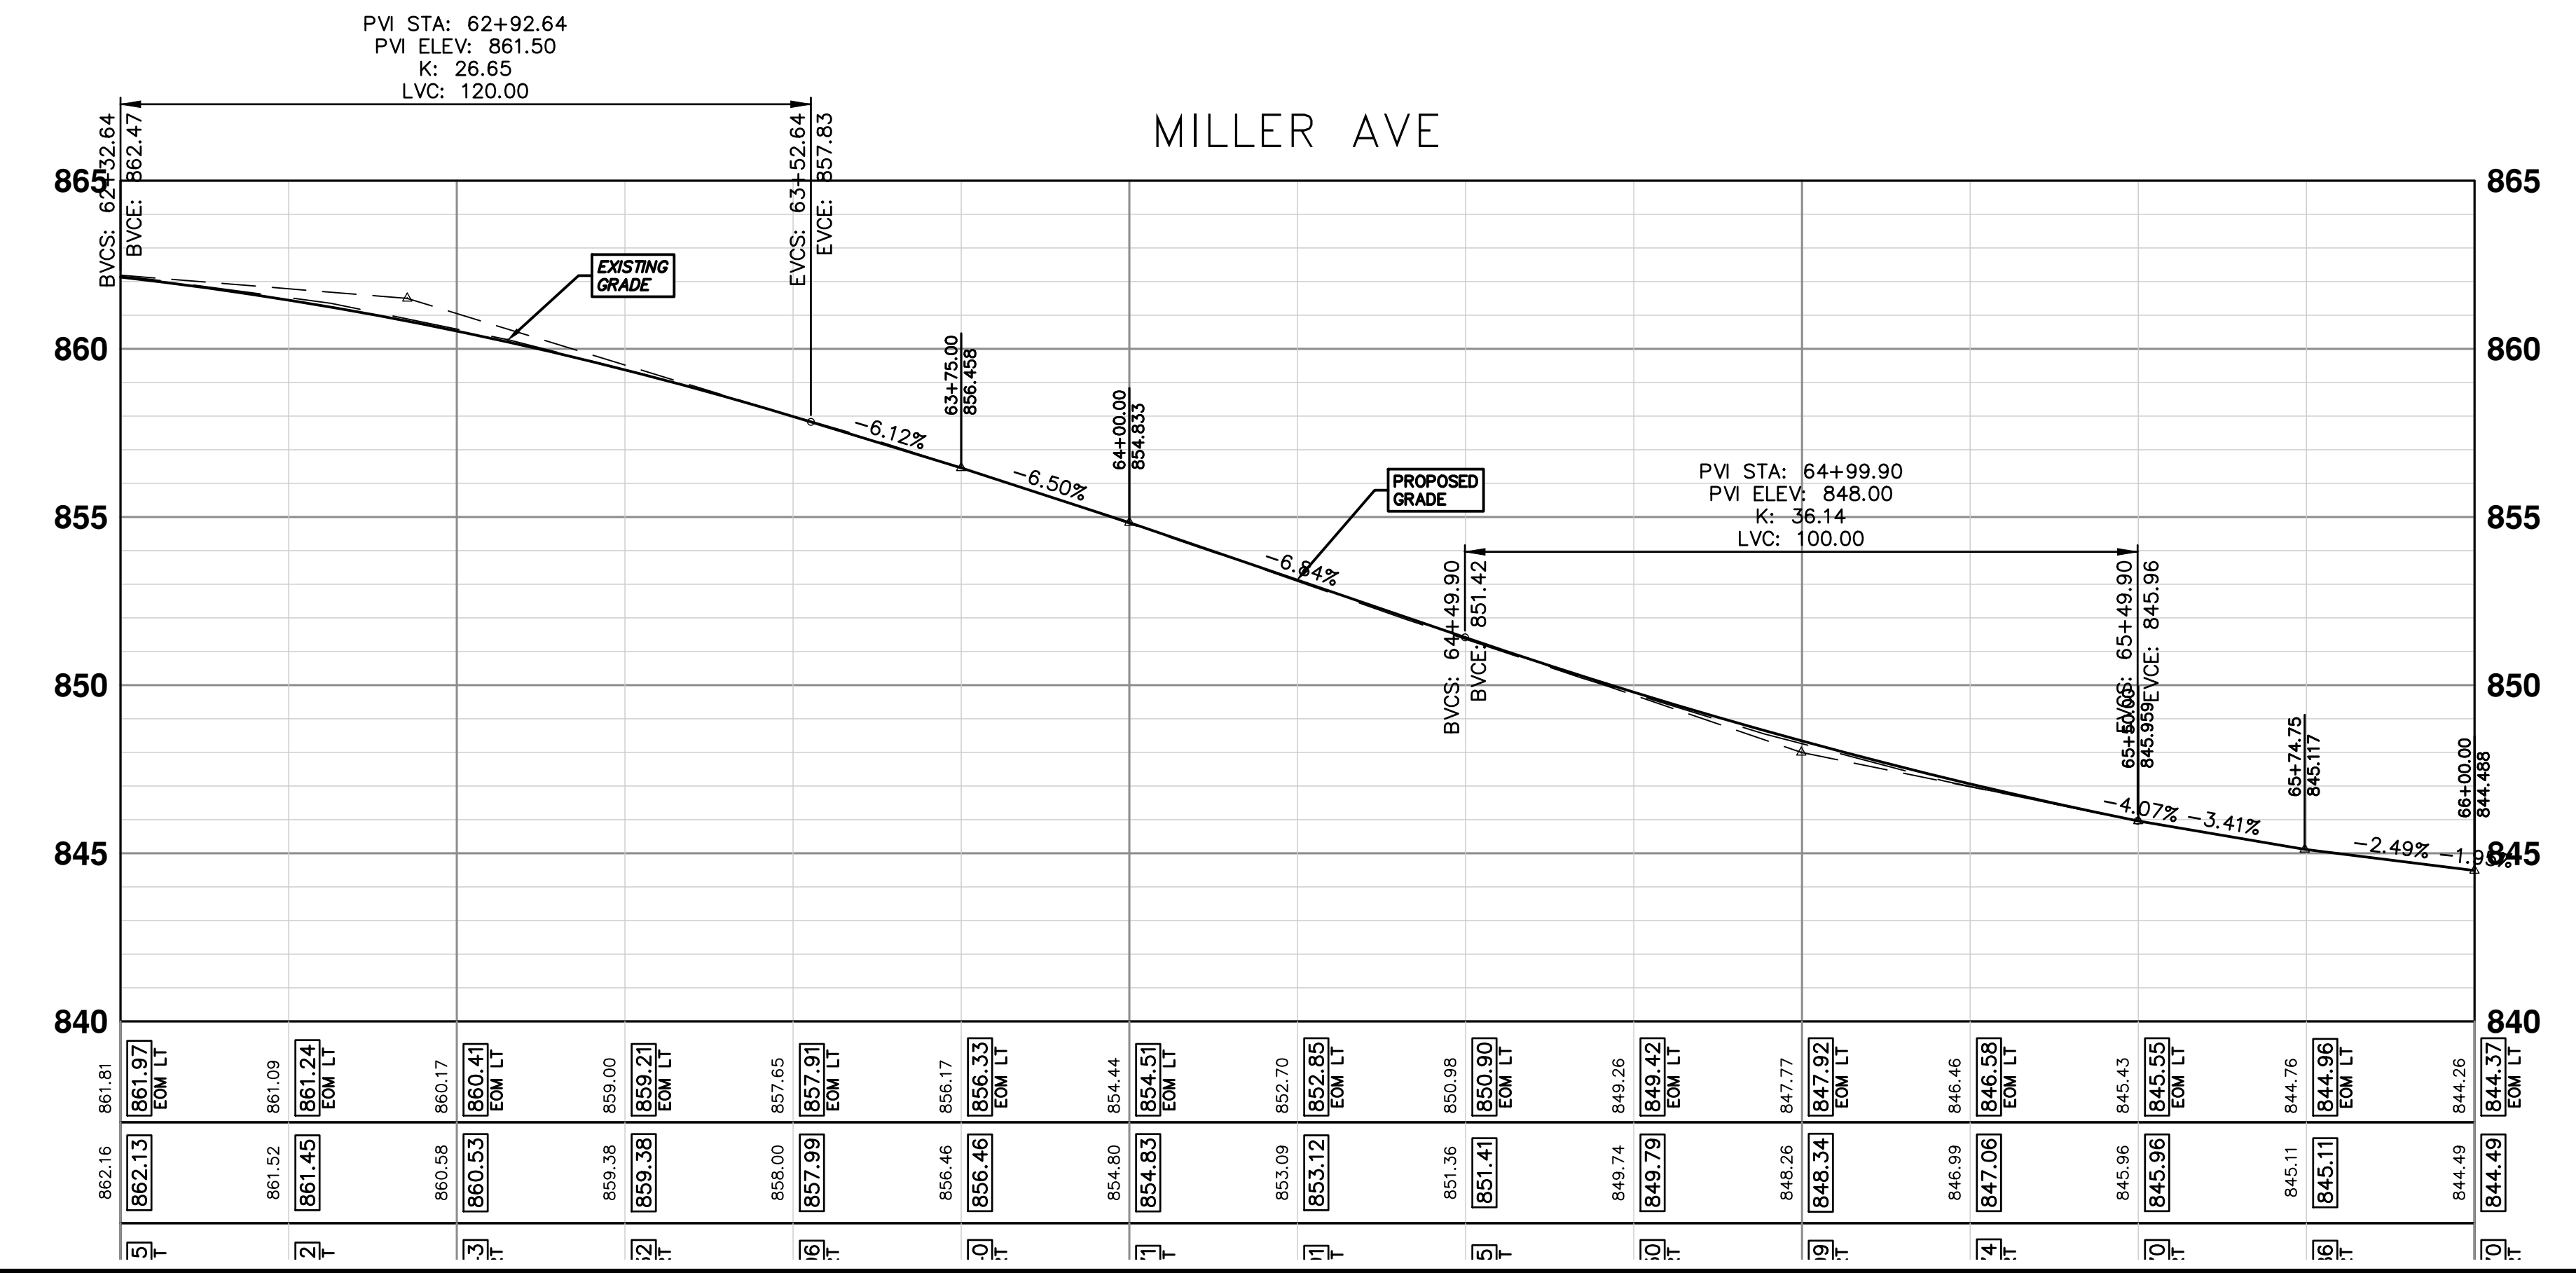 PVI STA: 62+92.64
PVI ELEV: 861.50
K: 26.65
LVC: 120.00
BVCS: 62+32.64
BVCE: 862.47
EVCS: 63+52.64
EVCE: 857.83
MILLER AVE
865
865
EXISTING
GRADE
860
860
63+75.00
856.458
64+00.00
854.833
-6.12%
-6.50%
PROPOSED
GRADE
PVI STA: 64+99.90
PVI ELEV: 848.00
K: 36.14
LVC: 100.00
855
855
-6.84%
BVCS: 64+49.90
BVCE: 851.42
EVCS: 65+49.90
EVCE: 845.96
850
850
65+50.00
845.959
65+74.75
845.117
66+00.00
844.488
-4.07%
-3.41%
-2.49%
845
845
840
840
861.81
861.97
EOM LT
861.09
861.24
EOM LT
860.17
860.41
EOM LT
859.00
859.21
EOM LT
857.65
857.91
EOM LT
856.17
856.33
EOM LT
854.44
854.51
EOM LT
852.70
852.85
EOM LT
850.98
850.90
EOM LT
849.26
849.42
EOM LT
847.77
847.92
EOM LT
846.46
846.58
EOM LT
845.43
845.55
EOM LT
844.76
844.96
EOM LT
844.26
844.37
EOM LT
862.16
862.13
861.52
861.45
860.58
860.53
859.38
859.38
858.00
857.99
856.46
856.46
854.80
854.83
853.09
853.12
851.36
851.41
849.74
849.79
848.26
848.34
846.99
847.06
845.96
845.96
845.11
845.11
844.49
844.49